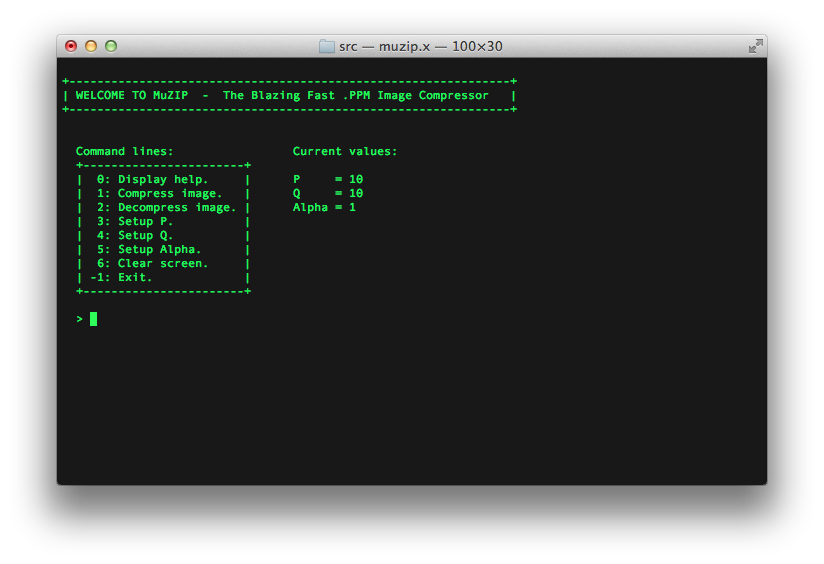 src — muzip.x — 100×30
+---------------------------------------------------------------+
| WELCOME TO MuZIP  -  The Blazing Fast .PPM Image Compressor   |
+---------------------------------------------------------------+
Command lines:                 Current values:
+-----------------------+
|  0: Display help.     |      P     = 10
|  1: Compress image.   |      Q     = 10
|  2: Decompress image. |      Alpha = 1
|  3: Setup P.          |
|  4: Setup Q.          |
|  5: Setup Alpha.      |
|  6: Clear screen.     |
| -1: Exit.             |
+-----------------------+
>